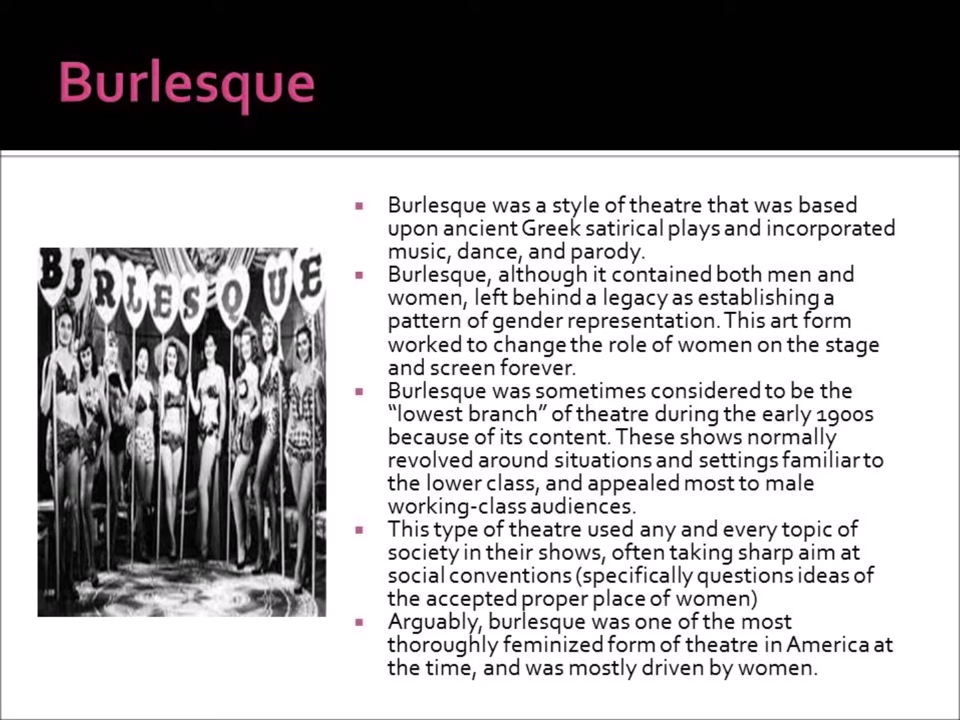 Burlesque
BURLESQUE
Burlesque was a style of theatre that was based
upon ancient Greek satirical plays and incorporated
music, dance, and parody.
Burlesque, although it contained both men and
women, left behind a legacy as establishing a
pattern of gender representation. This art form
worked to change the role of women on the stage
and screen forever.
Burlesque was sometimes considered to be the
“lowest branch” of theatre during the early 1900s
because of its content. These shows normally
revolved around situations and settings familiar to
the lower class, and appealed most to male
working-class audiences.
This type of theatre used any and every topic of
society in their shows, often taking sharp aim at
social conventions (specifically questions ideas of
the accepted proper place of women)
Arguably, burlesque was one of the most
thoroughly feminized form of theatre in America at
the time, and was mostly driven by women.